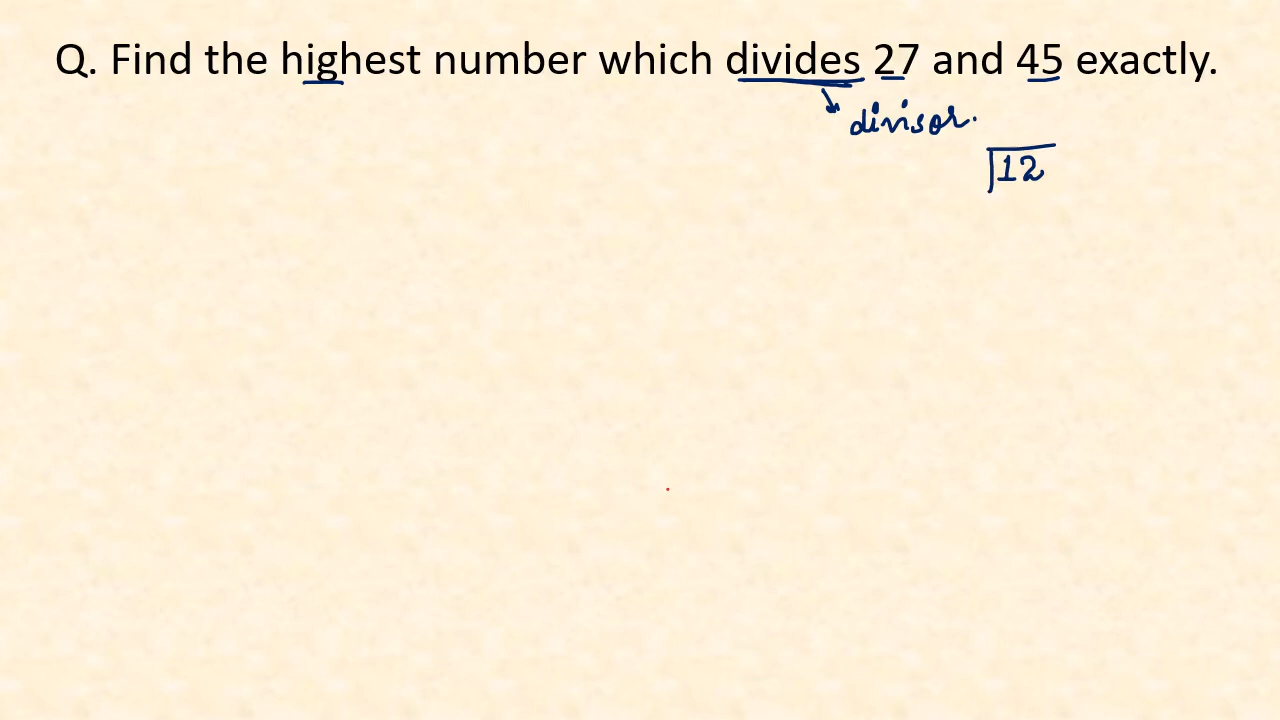 Q. Find the highest number which divides 27 and 45 exactly.
divisor.
12